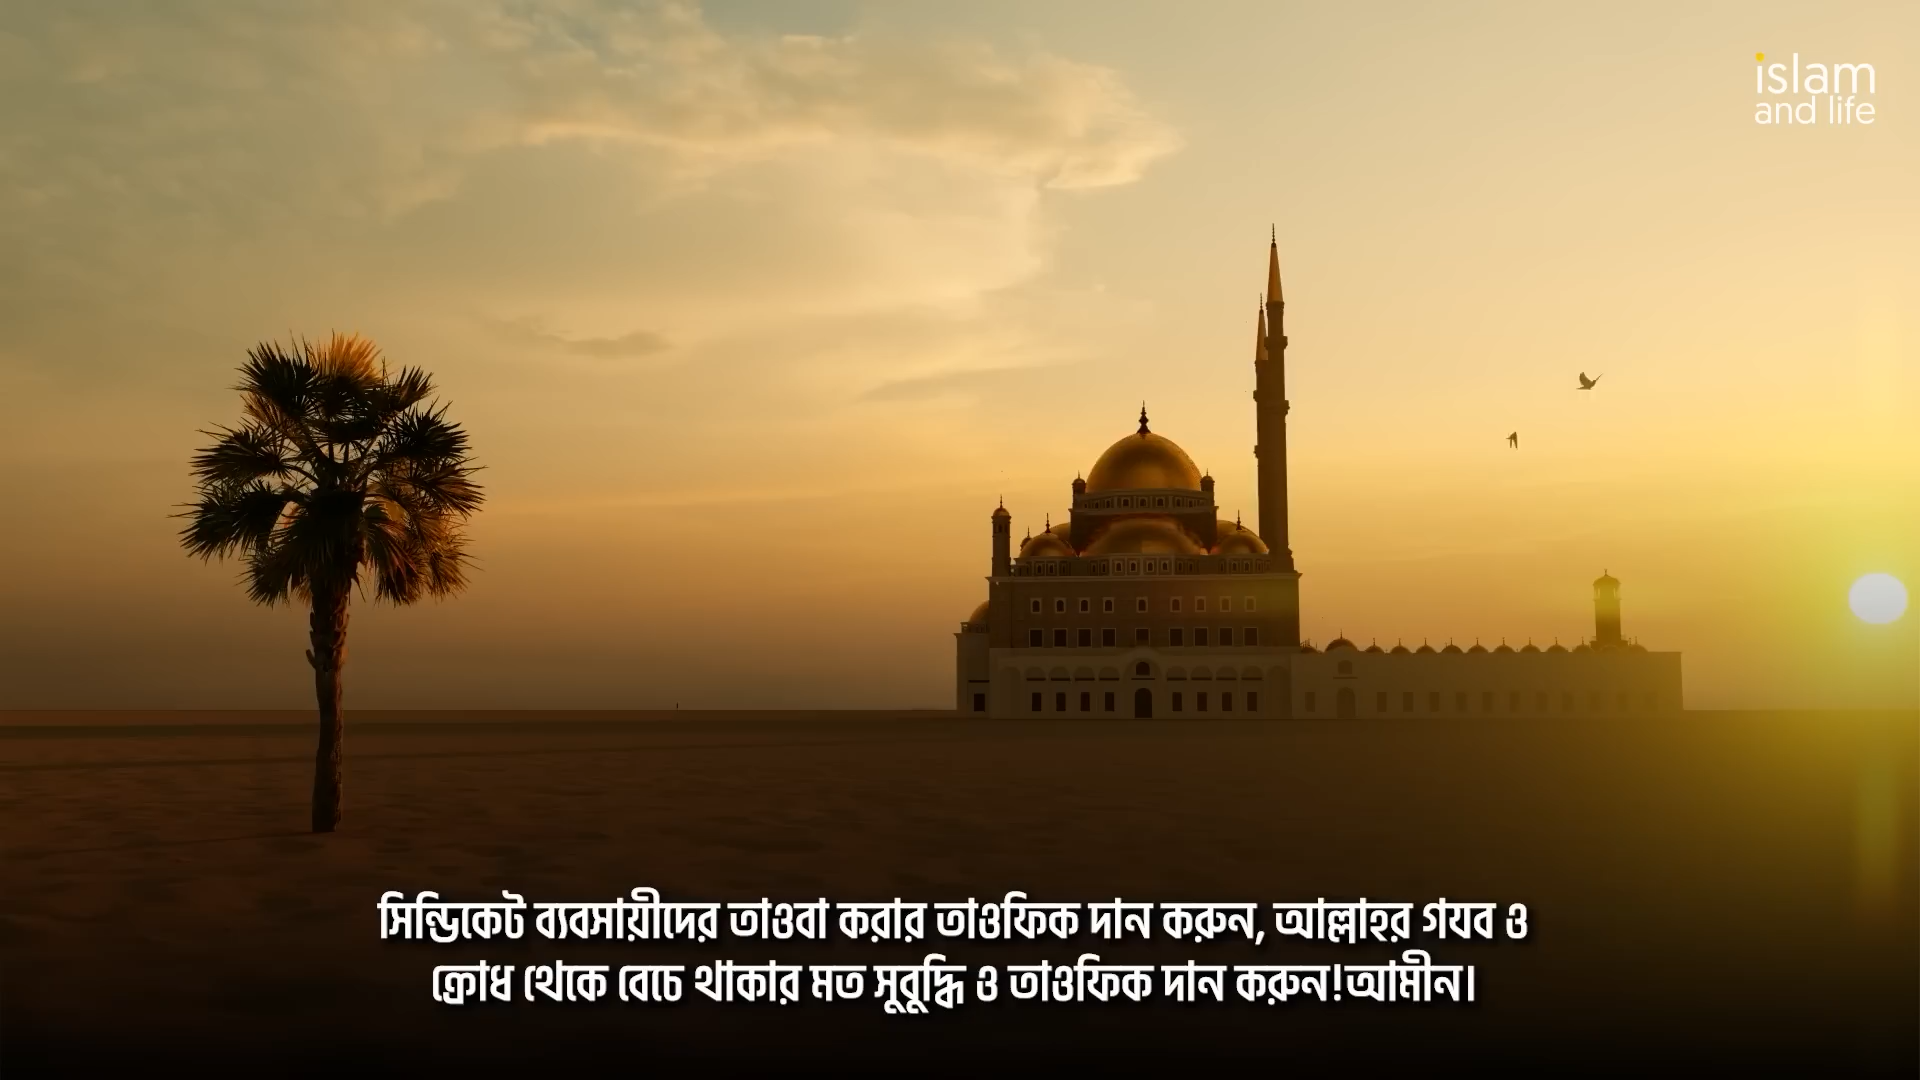 islam
and life
সিন্ডিকেট ব্যবসায়ীদের তাওবা করার তাওফিক দান করুন, আল্লাহর গযব ও
ক্রোধ থেকে বেচে থাকার মত সুবুদ্ধি ও তাওফিক দান করুন!আমীন।